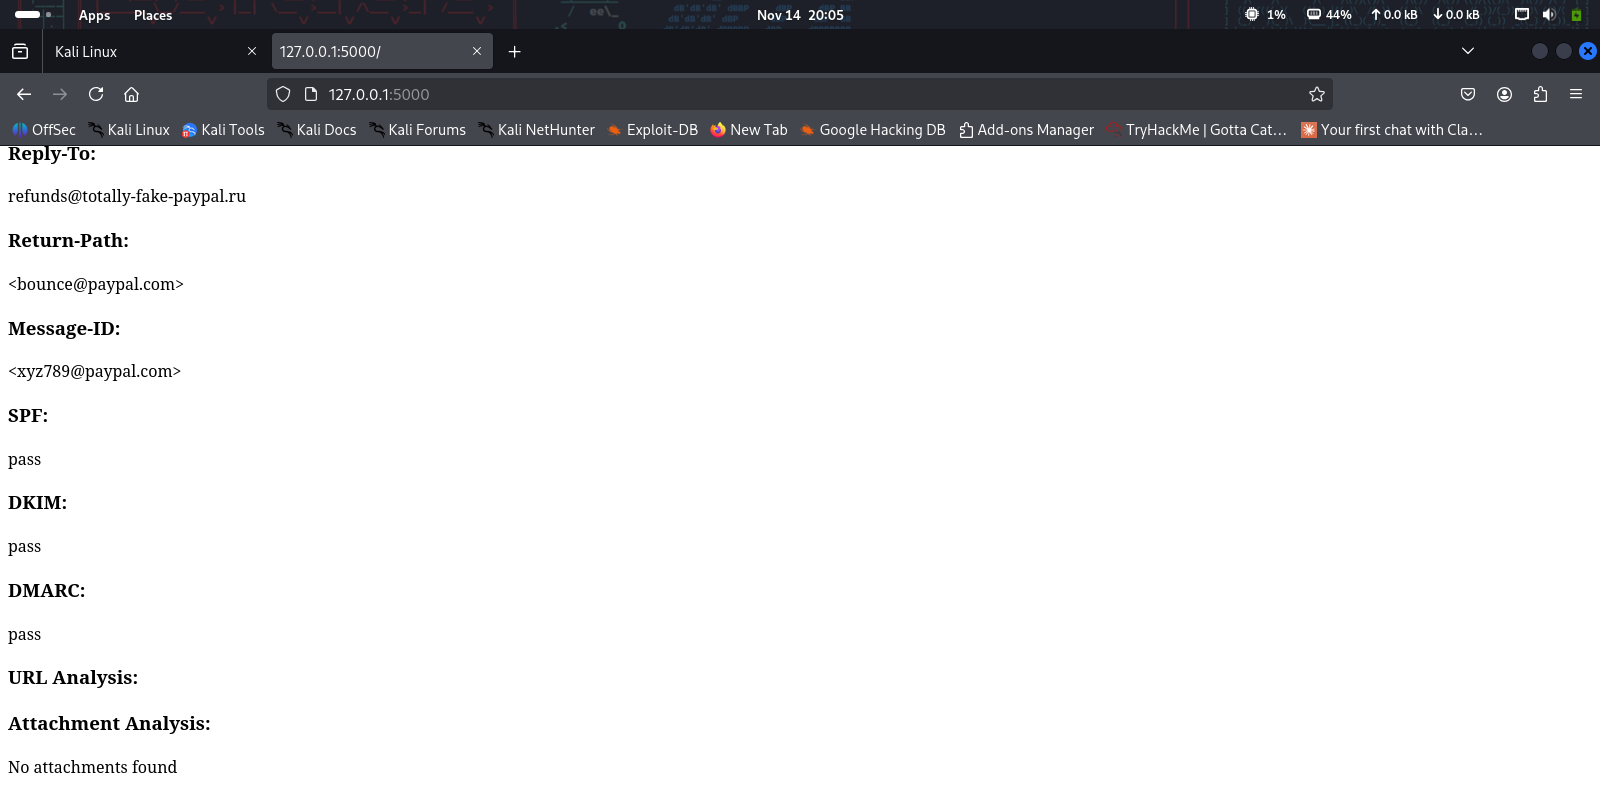 Apps Places Nov 14 20:05 1% 44% 0.0 kB 0.0 kB
Kali Linux 127.0.0.1:5000/
127.0.0.1:5000
OffSec Kali Linux Kali Tools Kali Docs Kali Forums Kali NetHunter Exploit-DB New Tab Google Hacking DB Add-ons Manager TryHackMe | Gotta Cat… Your first chat with Cla…
Reply-To:
refunds@totally-fake-paypal.ru
Return-Path:
<bounce@paypal.com>
Message-ID:
<xyz789@paypal.com>
SPF:
pass
DKIM:
pass
DMARC:
pass
URL Analysis:
Attachment Analysis:
No attachments found